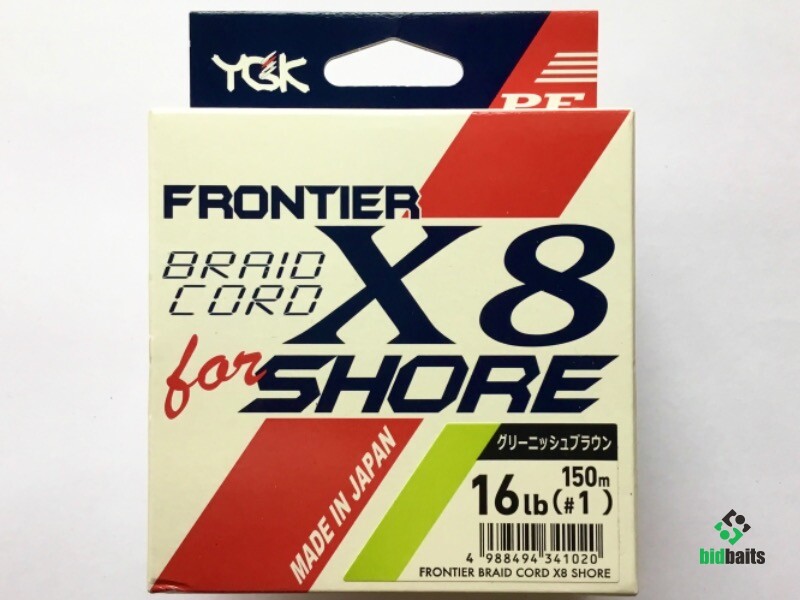 YGK
PE
FRONTIER
BRAID
CORD
X8
for SHORE
MADE IN JAPAN
グリーニッシュブラウン
150m
16lb(#1)
4 988494 341020
FRONTIER BRAID CORD X8 SHORE
bidbaits